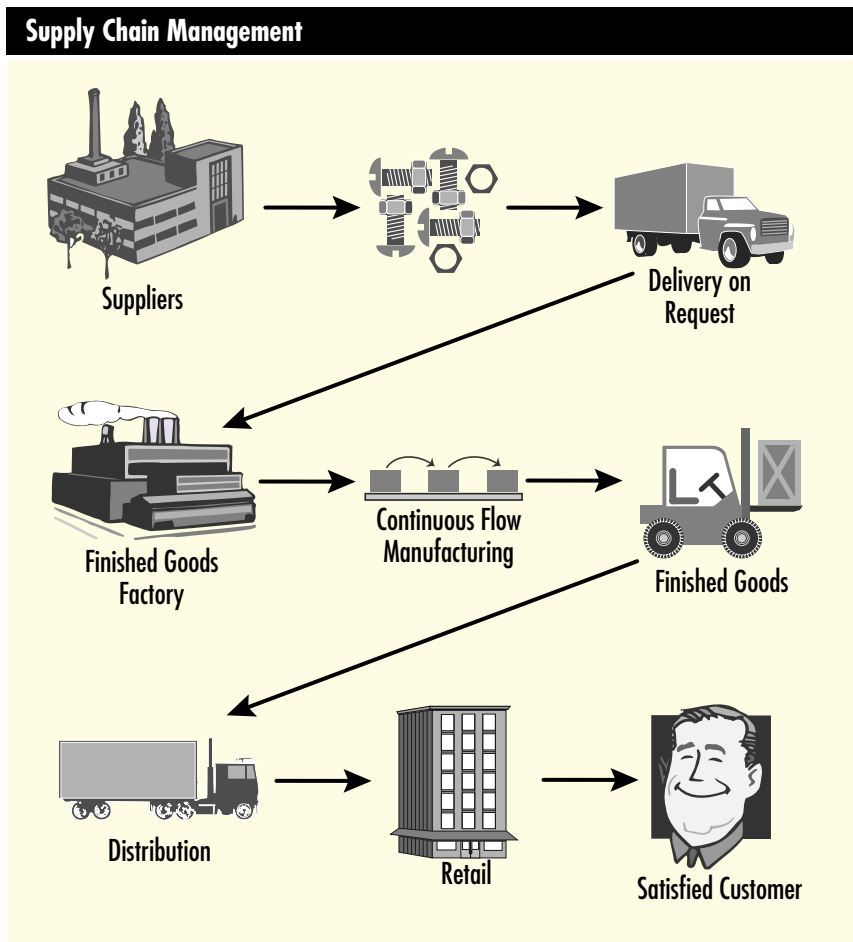 Supply Chain Management
Suppliers
Delivery on
Request
Finished Goods
Factory
Continuous Flow
Manufacturing
Finished Goods
Distribution
Retail
Satisfied Customer